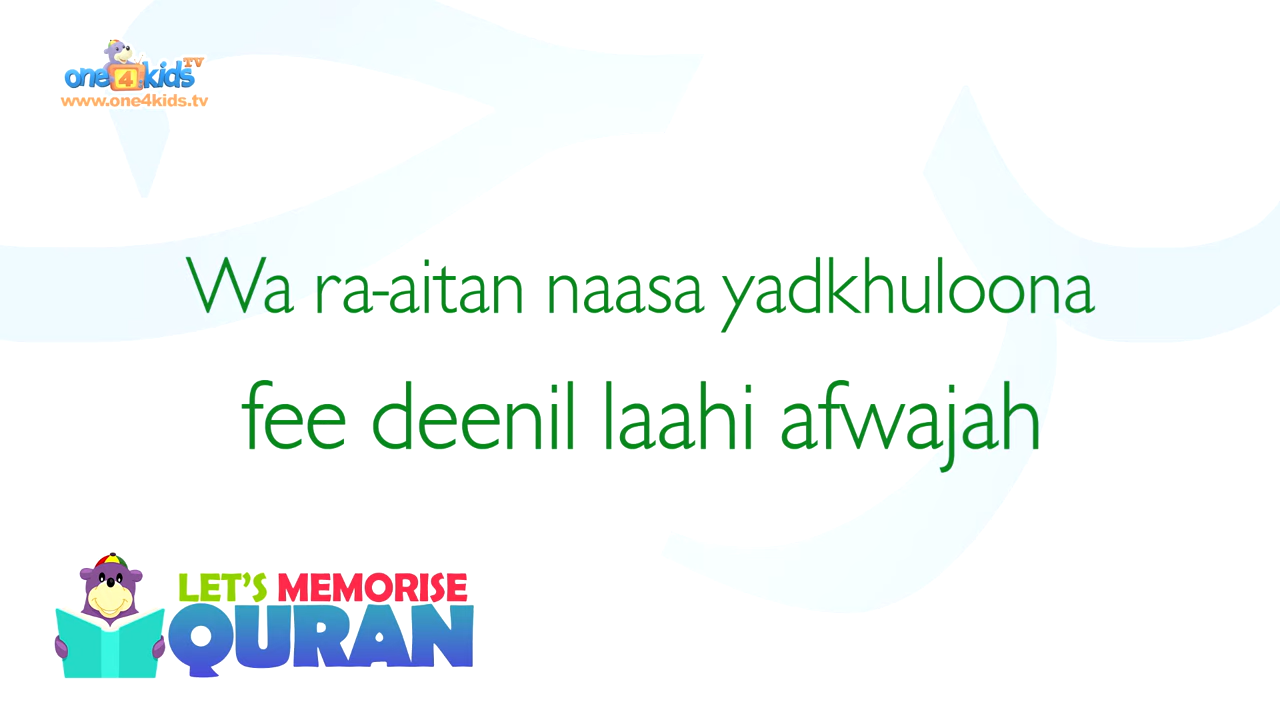 one4kids TV
www.one4kids.tv
Wa ra-aitan naasa yadkhuloona
fee deenil laahi afwajah
LET'S MEMORISE
QURAN